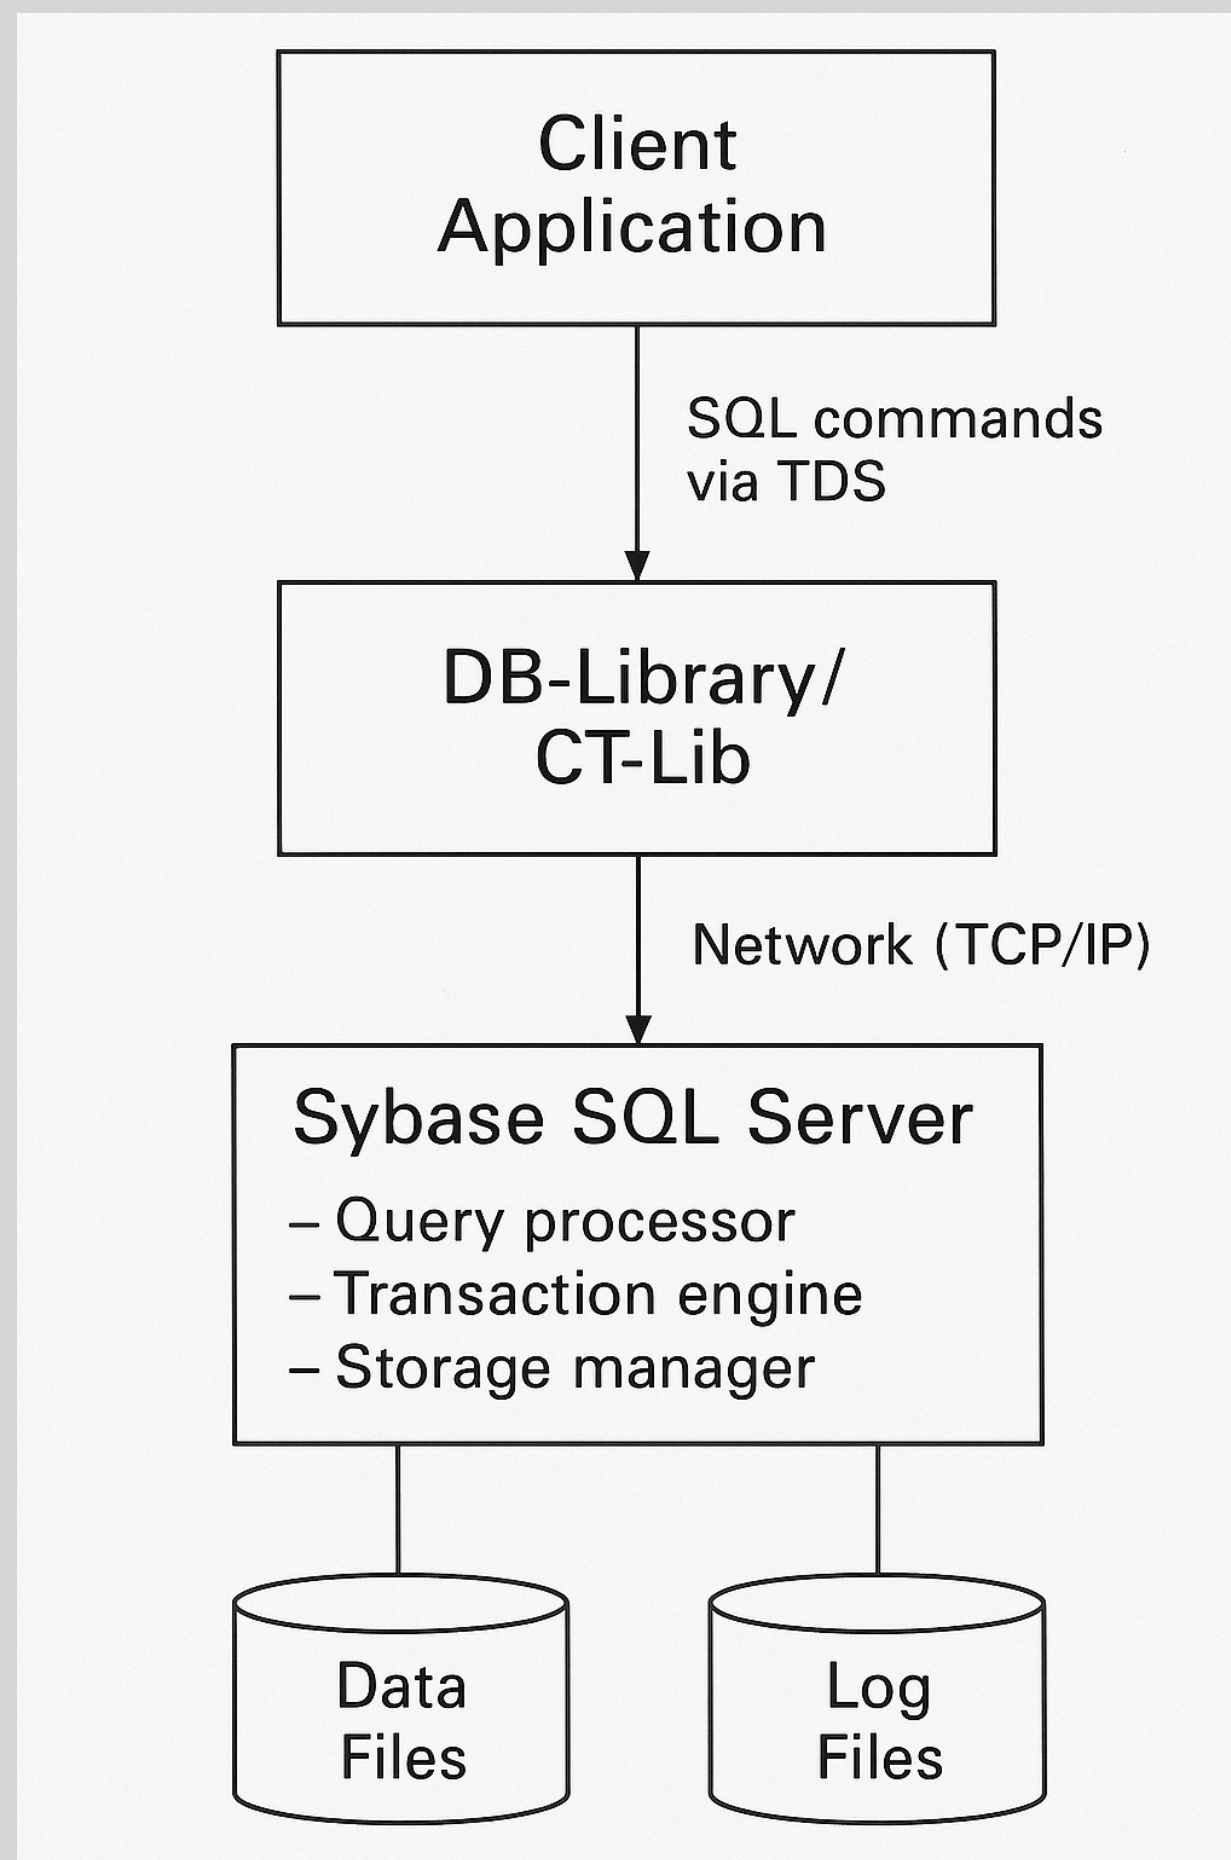 Client
Application
SQL commands
via TDS
DB-Library/
CT-Lib
Network (TCP/IP)
Sybase SQL Server
– Query processor
– Transaction engine
– Storage manager
Data
Files
Log
Files